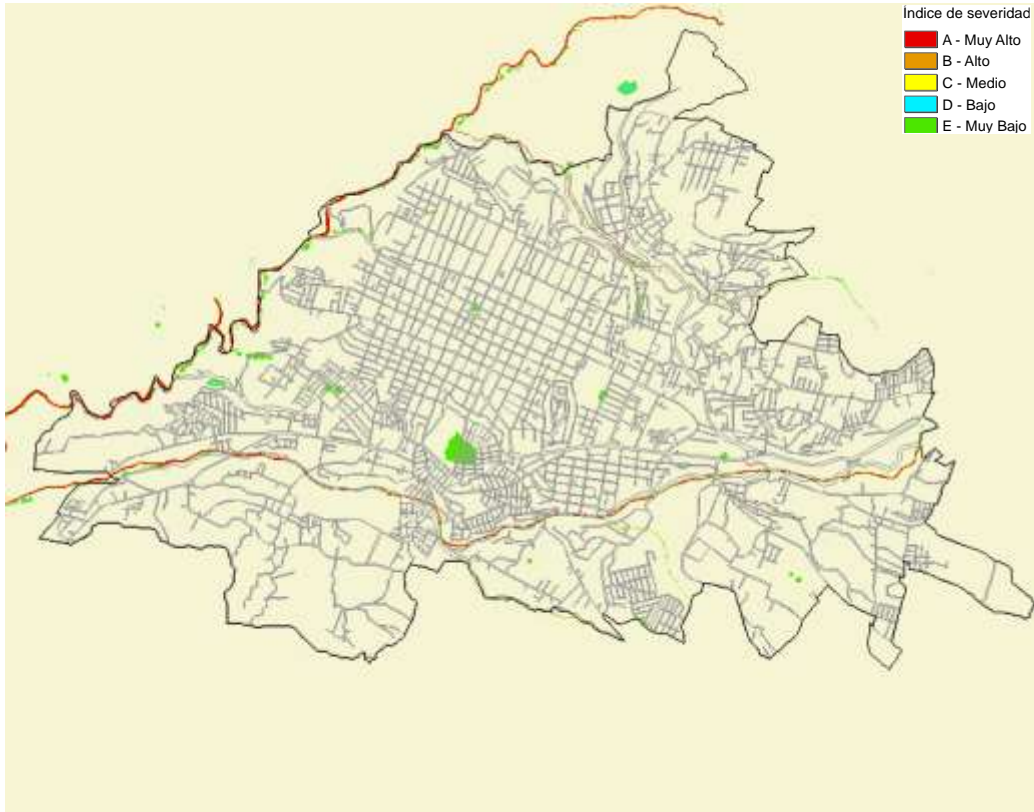 Índice de severidad
A - Muy Alto
B - Alto
C - Medio
D - Bajo
E - Muy Bajo